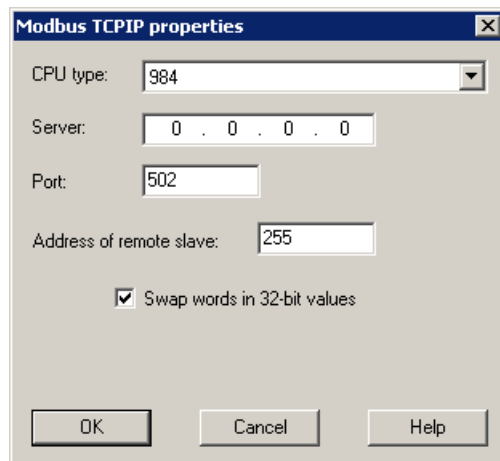 Modbus TCPIP properties
CPU type: 984
Server: 0 . 0 . 0 . 0
Port: 502
Address of remote slave: 255
Swap words in 32-bit values
OK Cancel Help